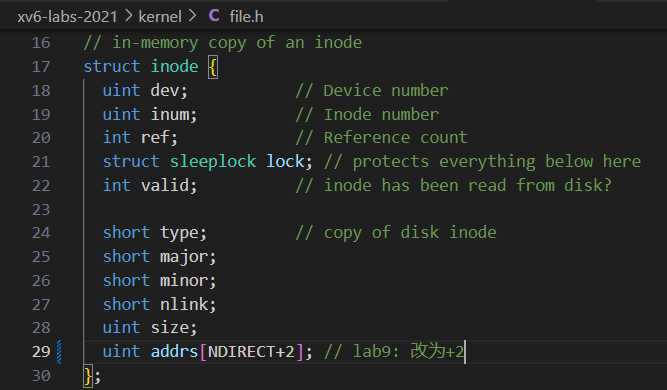 xv6-labs-2021 > kernel > C file.h
16 // in-memory copy of an inode
17 struct inode {
18   uint dev;           // Device number
19   uint inum;          // Inode number
20   int ref;            // Reference count
21   struct sleeplock lock; // protects everything below here
22   int valid;          // inode has been read from disk?
23
24   short type;         // copy of disk inode
25   short major;
26   short minor;
27   short nlink;
28   uint size;
29   uint addrs[NDIRECT+2]; // lab9: 改为+2
30 };